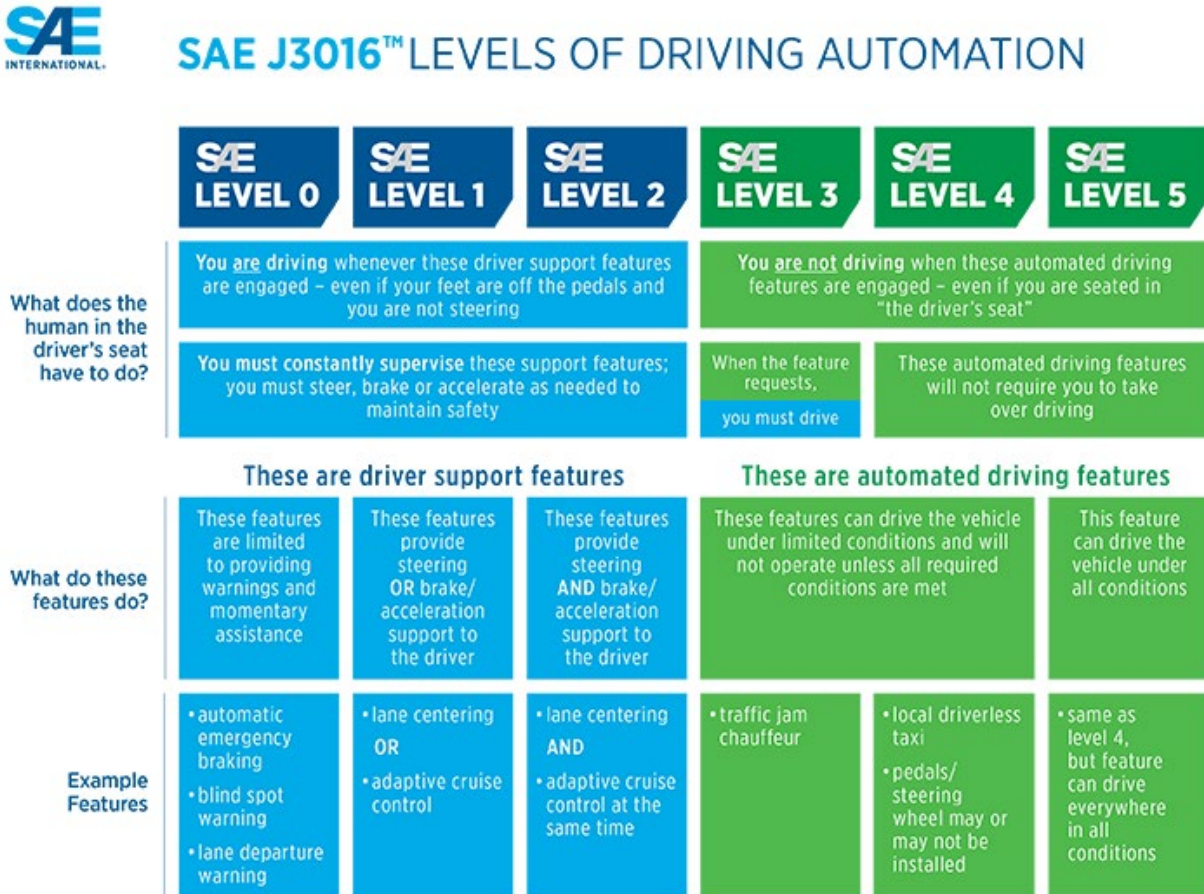 SAE
INTERNATIONAL®
SAE J3016™ LEVELS OF DRIVING AUTOMATION
SAE
LEVEL 0
SAE
LEVEL 1
SAE
LEVEL 2
SAE
LEVEL 3
SAE
LEVEL 4
SAE
LEVEL 5
What does the
human in the
driver's seat
have to do?
You are driving whenever these driver support features
are engaged – even if your feet are off the pedals and
you are not steering
You are not driving when these automated driving
features are engaged – even if you are seated in
"the driver's seat"
You must constantly supervise these support features;
you must steer, brake or accelerate as needed to
maintain safety
When the feature
requests,
you must drive
These automated driving features
will not require you to take
over driving
These are driver support features
These are automated driving features
What do these
features do?
These features
are limited
to providing
warnings and
momentary
assistance
These features
provide
steering
OR brake/
acceleration
support to
the driver
These features
provide
steering
AND brake/
acceleration
support to
the driver
These features can drive the vehicle
under limited conditions and will
not operate unless all required
conditions are met
This feature
can drive the
vehicle under
all conditions
Example
Features
• automatic
emergency
braking
• blind spot
warning
• lane departure
warning
• lane centering
OR
• adaptive cruise
control
• lane centering
AND
• adaptive cruise
control at the
same time
• traffic jam
chauffeur
• local driverless
taxi
• pedals/
steering
wheel may or
may not be
installed
• same as
level 4,
but feature
can drive
everywhere
in all
conditions